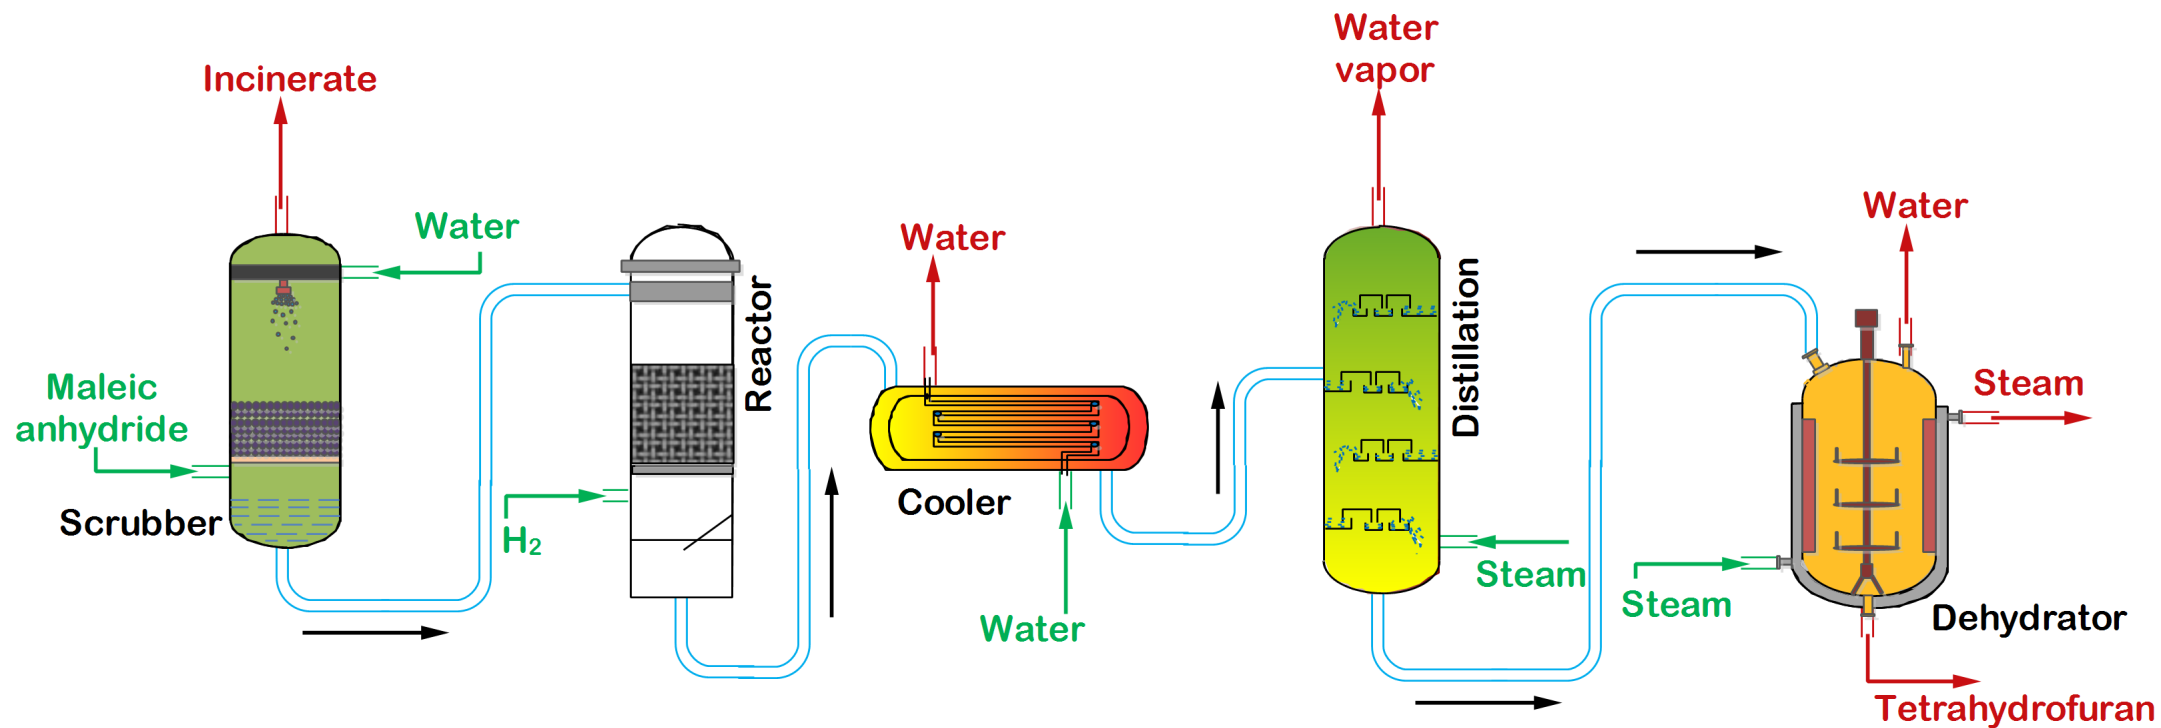 Incinerate
Water
Maleic
anhydride
Scrubber
H₂
Reactor
Water
Cooler
Water
Water
vapor
Distillation
Steam
Water
Steam
Steam
Dehydrator
Tetrahydrofuran